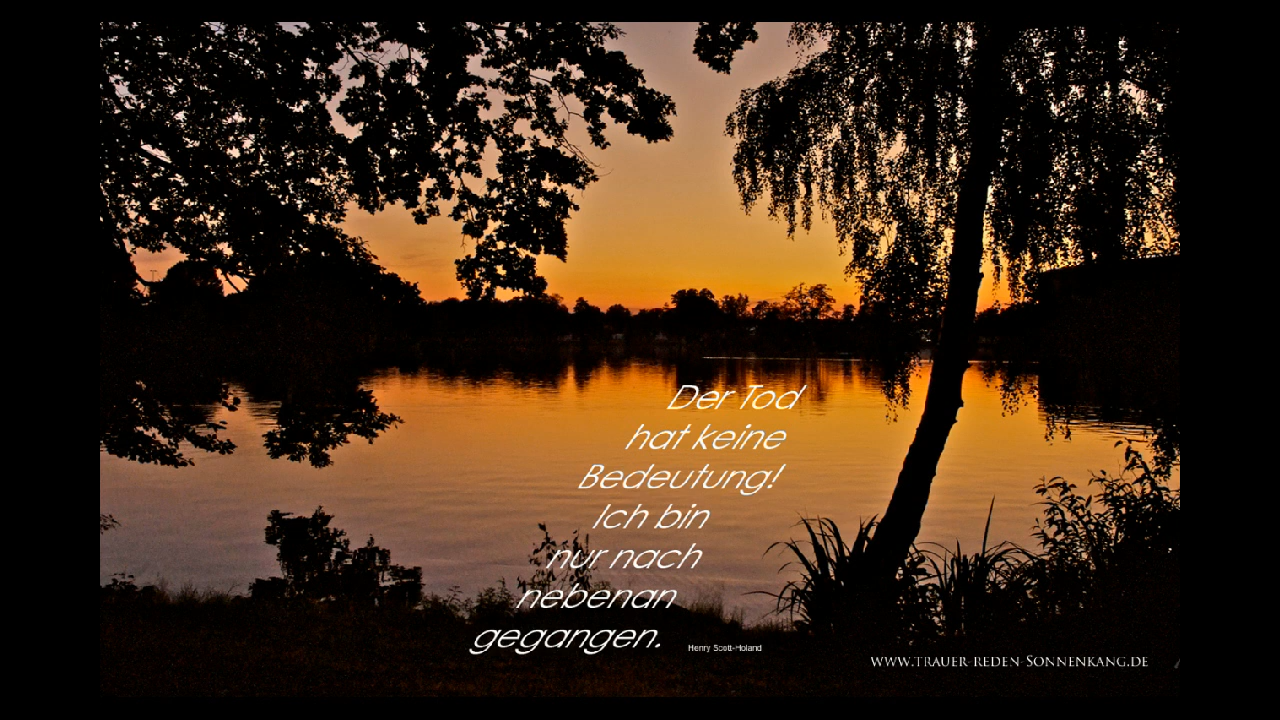 Der Tod
hat keine
Bedeutung!
Ich bin
nur nach
nebenan
gegangen.
Henry Scott-Holand
www.trauer-reden-Sonnenkang.de